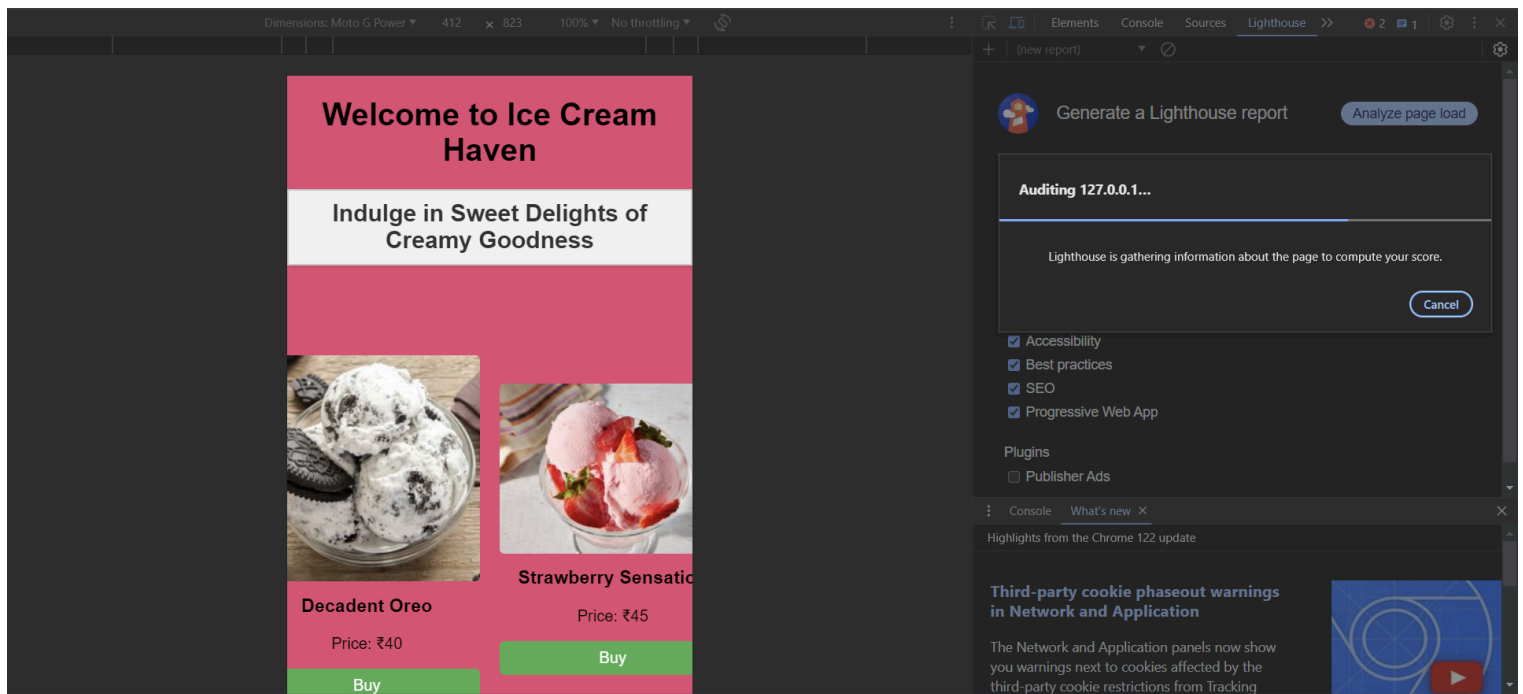 Dimensions: Moto G Power 412 × 823 100% No throttling
Elements Console Sources Lighthouse 2 1
(new report)
Welcome to Ice Cream
Haven
Indulge in Sweet Delights of
Creamy Goodness
Decadent Oreo
Price: ₹40
Buy
Strawberry Sensatio
Price: ₹45
Buy
Generate a Lighthouse report
Analyze page load
Auditing 127.0.0.1...
Lighthouse is gathering information about the page to compute your score.
Cancel
Accessibility
Best practices
SEO
Progressive Web App
Plugins
Publisher Ads
Console What's new
Highlights from the Chrome 122 update
Third-party cookie phaseout warnings
in Network and Application
The Network and Application panels now show
you warnings next to cookies affected by the
third-party cookie restrictions from Tracking